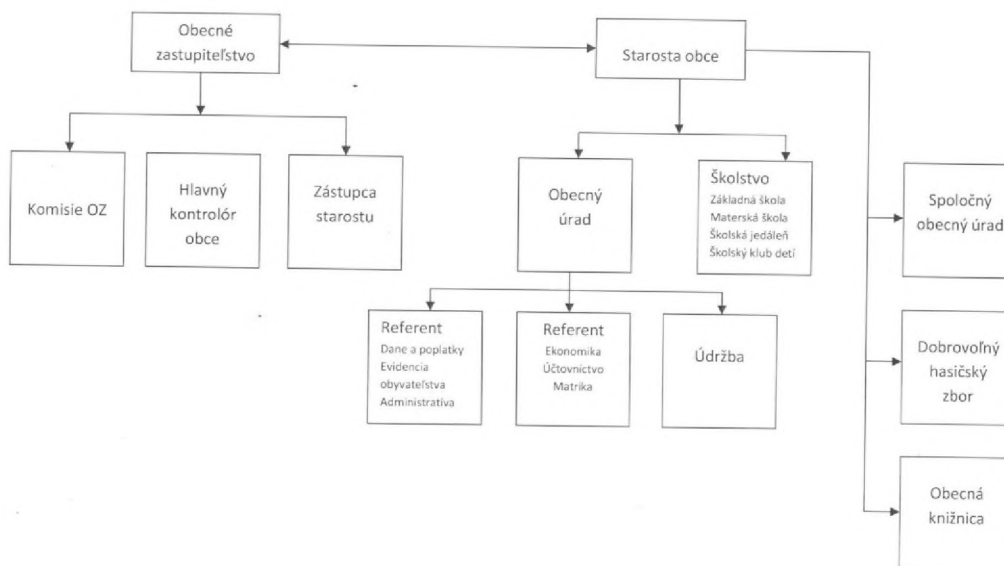 Obecné
zastupiteľstvo
Starosta obce
Komisie OZ
Hlavný
kontrolór
obce
Zástupca
starostu
Obecný
úrad
Školstvo
Základná škola
Materská škola
Školská jedáleň
Školský klub detí
Spoločný
obecný úrad
Referent
Dane a poplatky
Evidencia
obyvateľstva
Administratíva
Referent
Ekonomika
Účtovníctvo
Matrika
Údržba
Dobrovoľný
hasičský
zbor
Obecná
knižnica